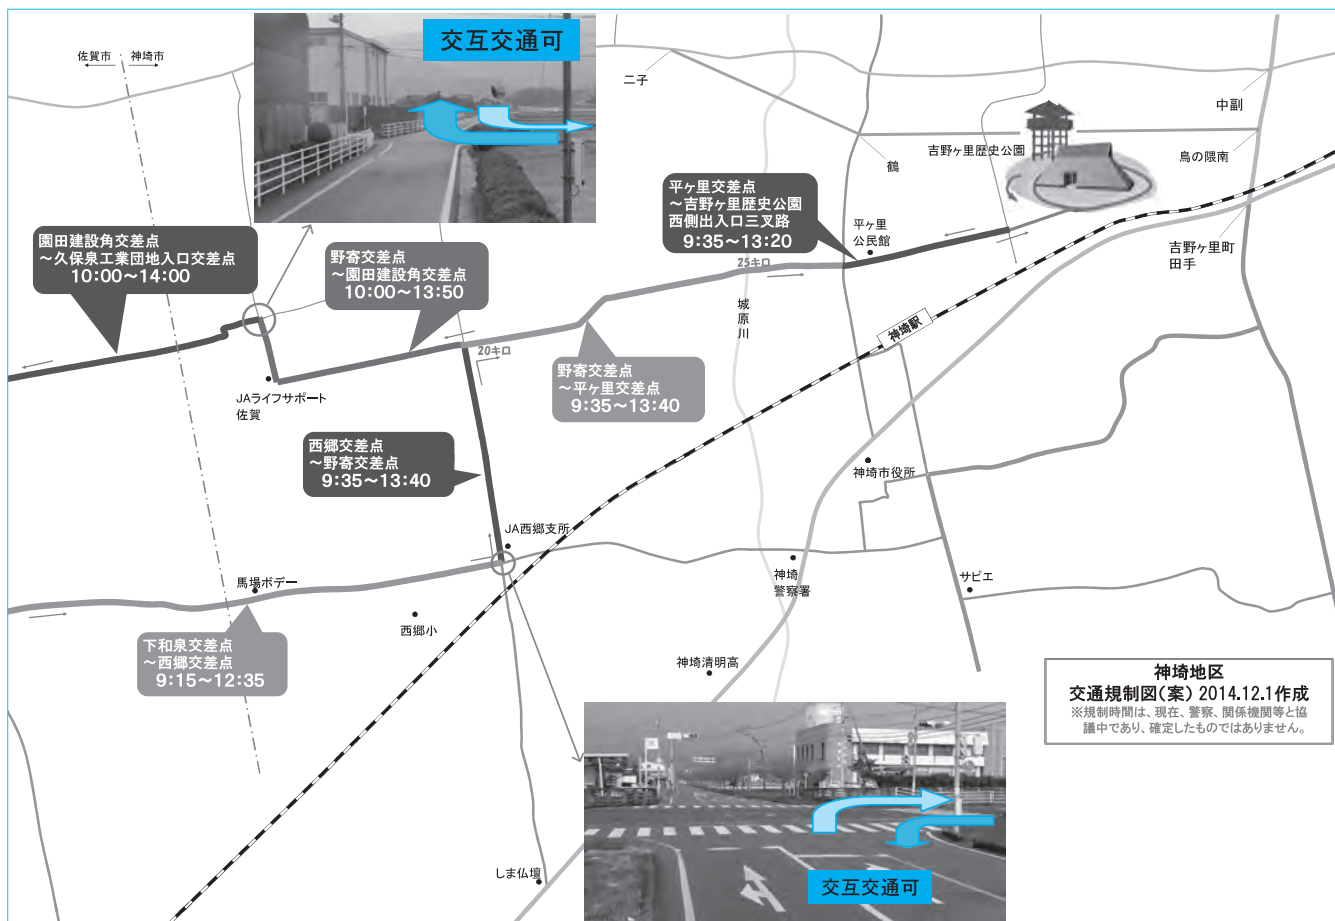 佐賀市 神埼市
交互交通可
二子
中副
鳥の隈南
鶴
吉野ヶ里歴史公園
平ヶ里交差点
~吉野ヶ里歴史公園
西側出入口三叉路
9:35~13:20
平ヶ里
公民館
吉野ヶ里町
田手
園田建設角交差点
~久保泉工業団地入口交差点
10:00~14:00
野寄交差点
~園田建設角交差点
10:00~13:50
25キロ
城原川
神埼駅
20キロ
野寄交差点
~平ヶ里交差点
9:35~13:40
JAライフサポート
佐賀
西郷交差点
~野寄交差点
9:35~13:40
神埼市役所
JA西郷支所
馬場ボデー
神埼
警察署
サピエ
西郷小
下和泉交差点
~西郷交差点
9:15~12:35
神埼清明高
神埼地区
交通規制図(案) 2014.12.1作成
※規制時間は、現在、警察、関係機関等と協
議中であり、確定したものではありません。
しま仏壇
交互交通可